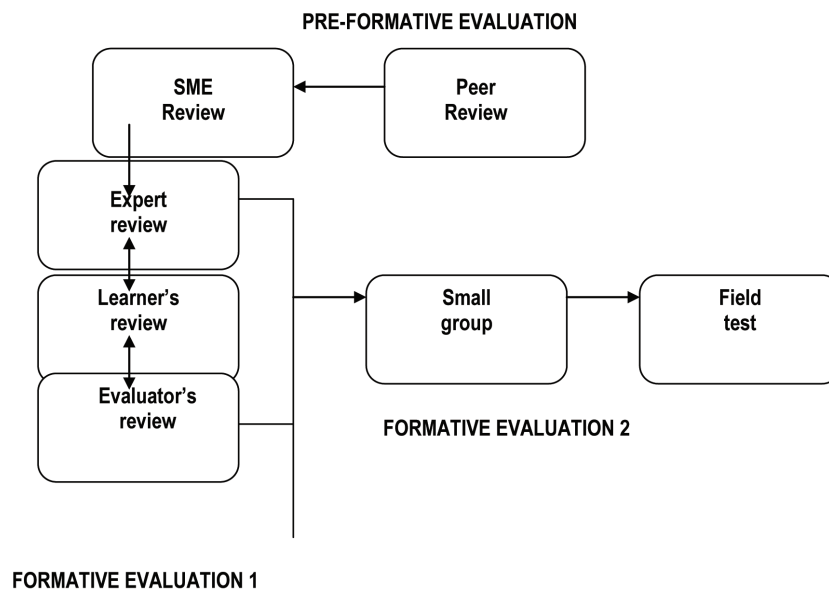 PRE-FORMATIVE EVALUATION
SME
Review
Peer
Review
Expert
review
Learner’s
review
Evaluator’s
review
Small
group
Field
test
FORMATIVE EVALUATION 2
FORMATIVE EVALUATION 1